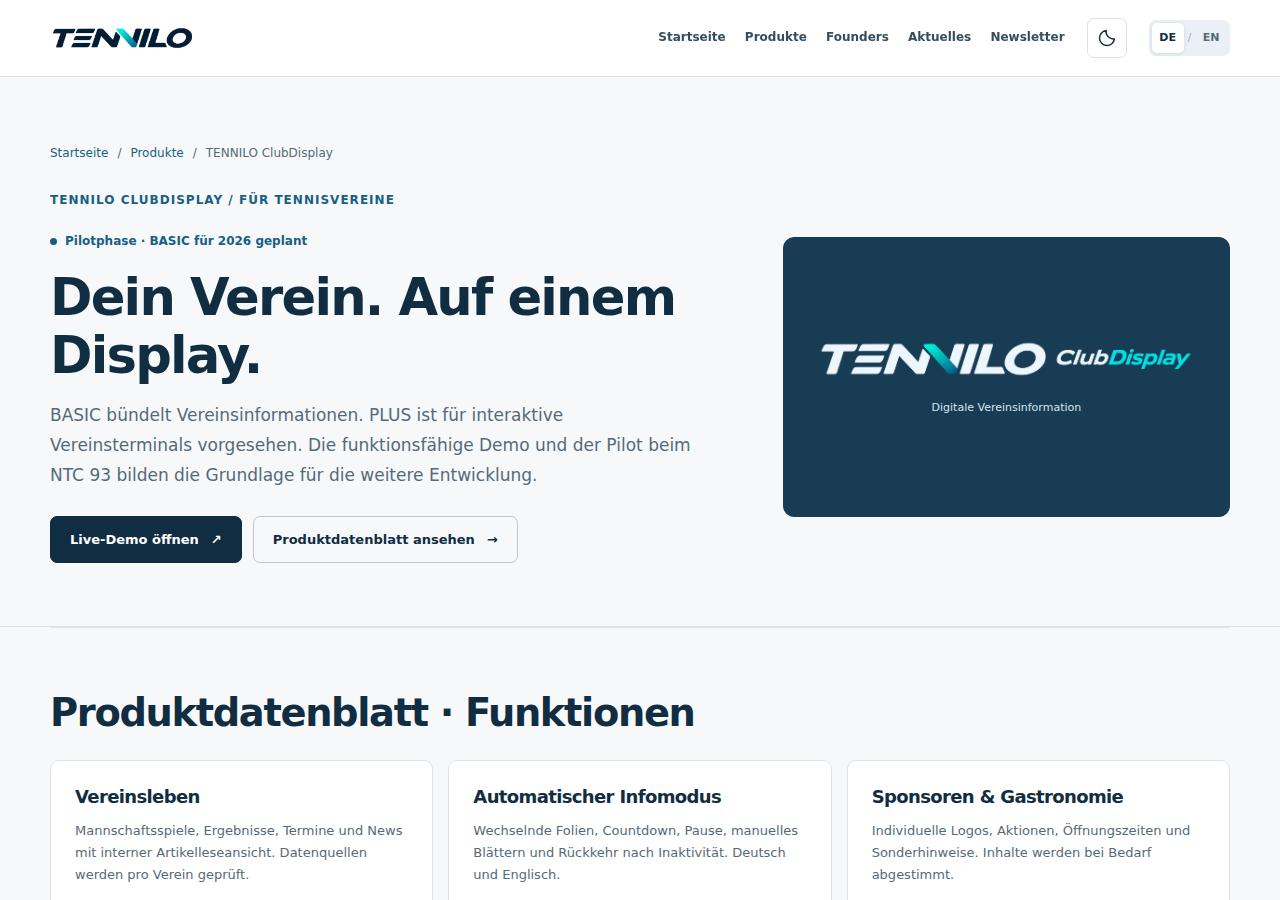 TENNILO
Startseite Produkte Founders Aktuelles Newsletter DE / EN
Startseite / Produkte / TENNILO ClubDisplay
TENNILO CLUBDISPLAY / FÜR TENNISVEREINE
Pilotphase · BASIC für 2026 geplant
Dein Verein. Auf einem
Display.
BASIC bündelt Vereinsinformationen. PLUS ist für interaktive
Vereinsterminals vorgesehen. Die funktionsfähige Demo und der Pilot beim
NTC 93 bilden die Grundlage für die weitere Entwicklung.
Live-Demo öffnen ↗ Produktdatenblatt ansehen →
TENNILO ClubDisplay
Digitale Vereinsinformation
Produktdatenblatt · Funktionen
Vereinsleben
Mannschaftsspiele, Ergebnisse, Termine und News
mit interner Artikelleseansicht. Datenquellen
werden pro Verein geprüft.
Automatischer Infomodus
Wechselnde Folien, Countdown, Pause, manuelles
Blättern und Rückkehr nach Inaktivität. Deutsch
und Englisch.
Sponsoren & Gastronomie
Individuelle Logos, Aktionen, Öffnungszeiten und
Sonderhinweise. Inhalte werden bei Bedarf
abgestimmt.